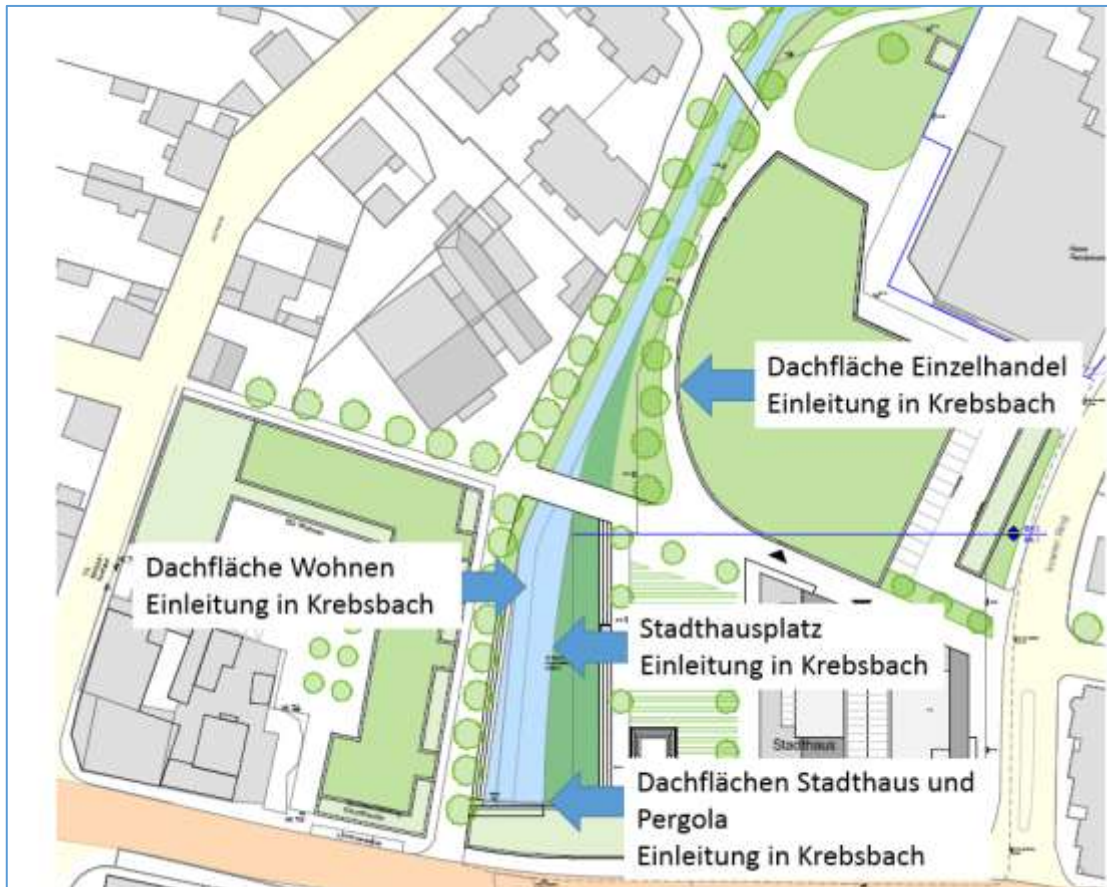 Dachfläche Einzelhandel
Einleitung in Krebsbach
Dachfläche Wohnen
Einleitung in Krebsbach
Stadthausplatz
Einleitung in Krebsbach
Stadthaus
Dachflächen Stadthaus und
Pergola
Einleitung in Krebsbach